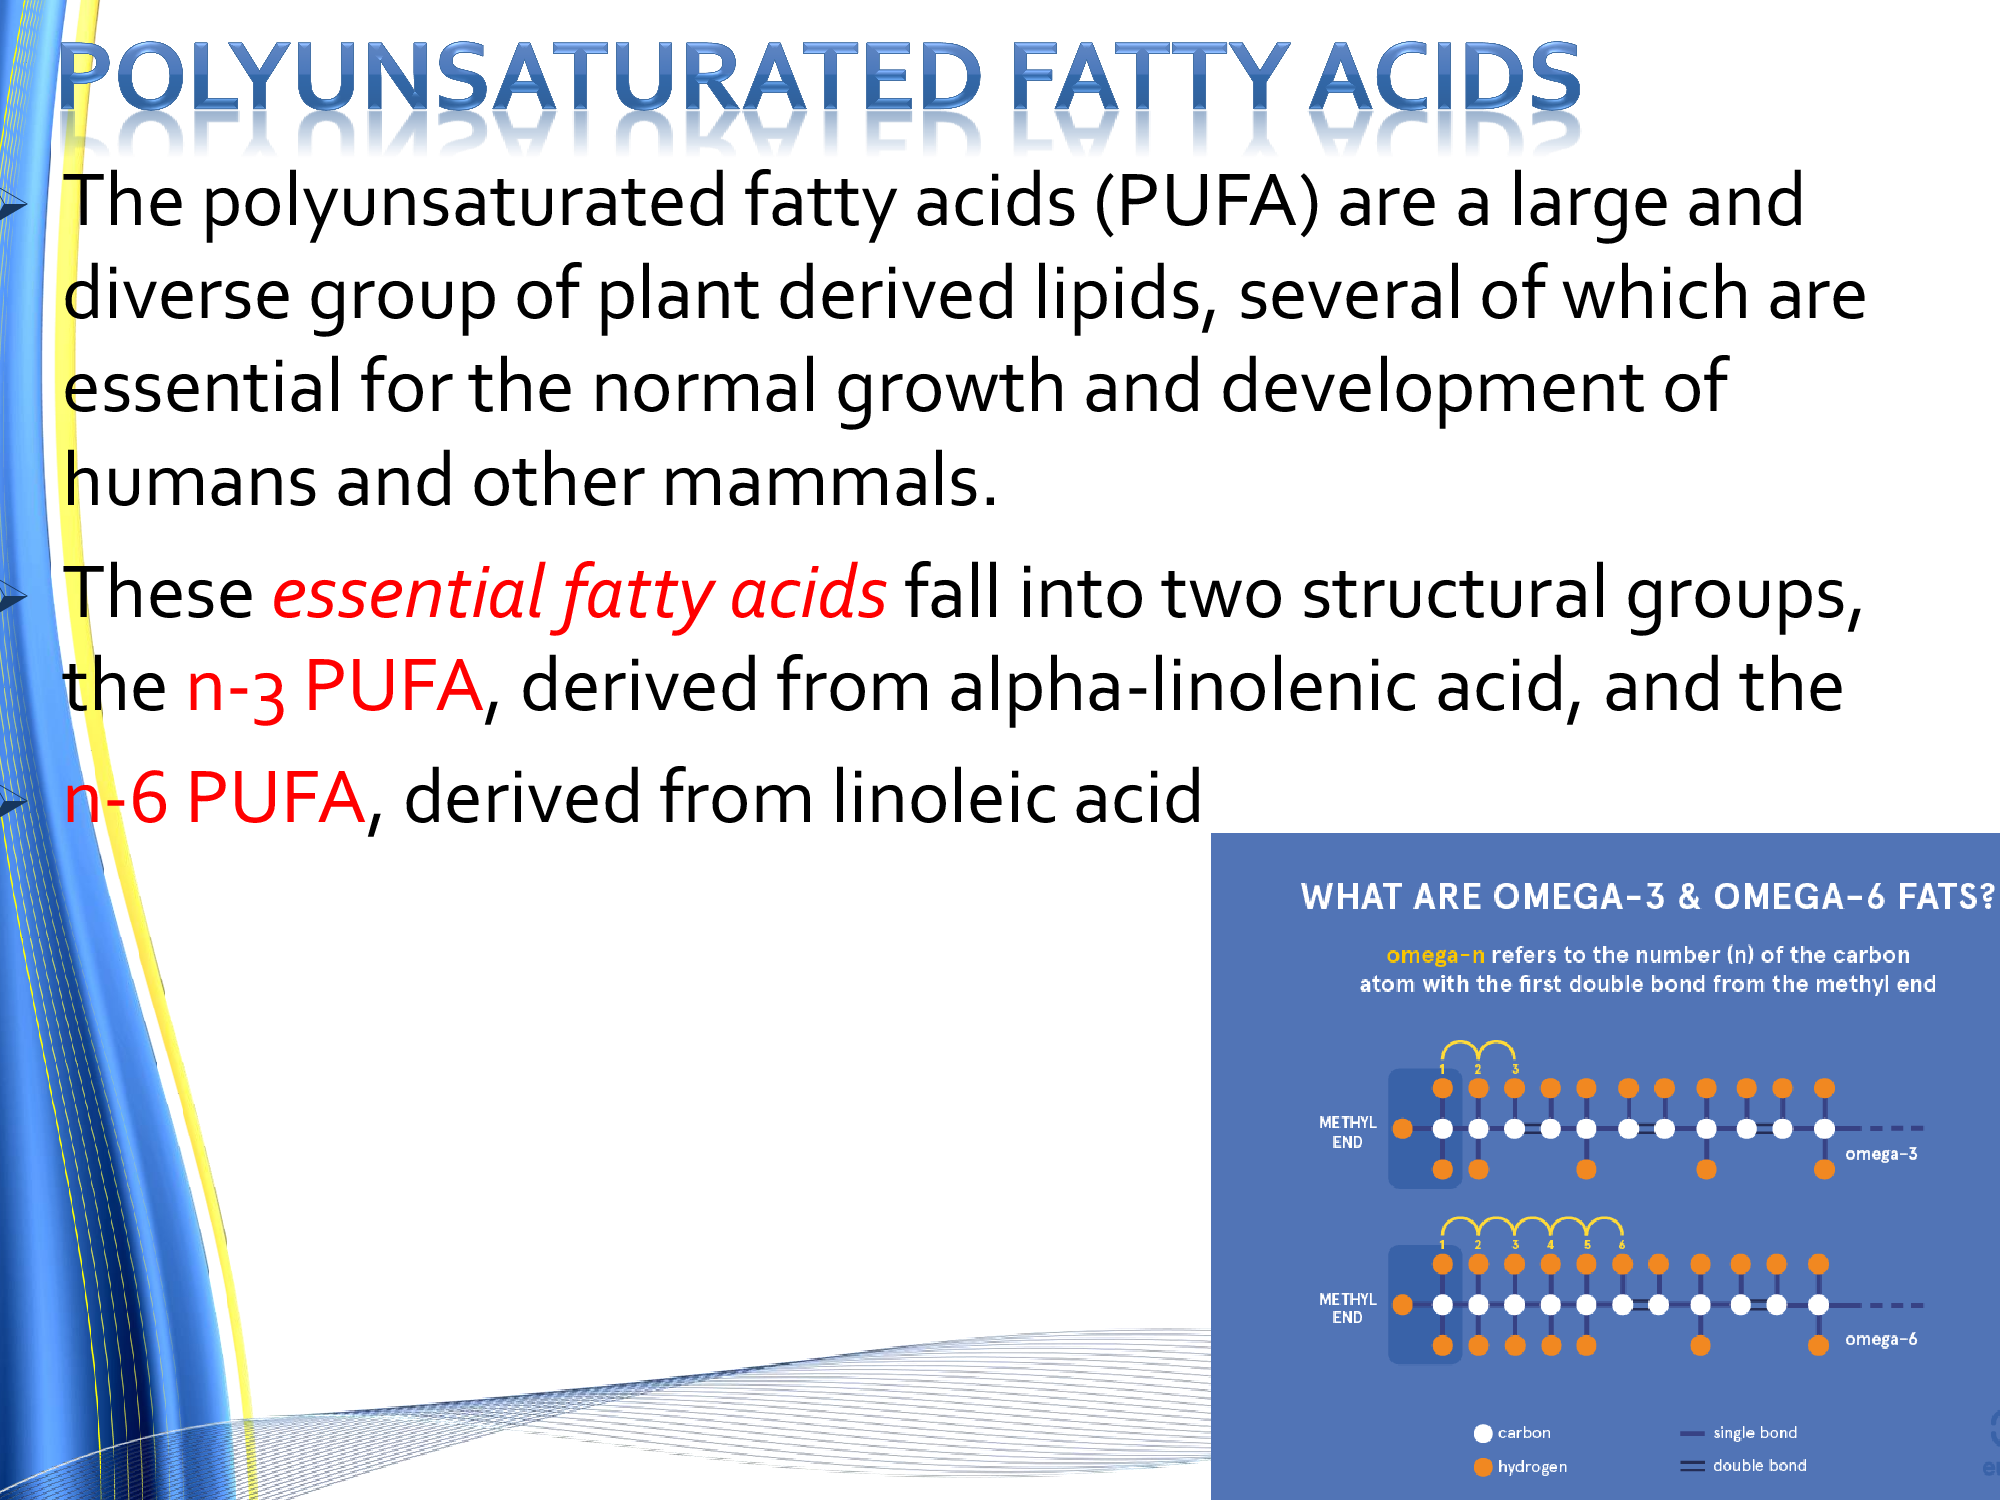 POLYUNSATURATED FATTY ACIDS
The polyunsaturated fatty acids (PUFA) are a large and
diverse group of plant derived lipids, several of which are
essential for the normal growth and development of
humans and other mammals.
These essential fatty acids fall into two structural groups,
the n-3 PUFA, derived from alpha-linolenic acid, and the
n-6 PUFA, derived from linoleic acid
WHAT ARE OMEGA-3 & OMEGA-6 FATS?
omega-n refers to the number (n) of the carbon
atom with the first double bond from the methyl end
1 2 3
METHYL
END
omega-3
1 2 3 4 5 6
METHYL
END
omega-6
carbon
single bond
hydrogen
double bond